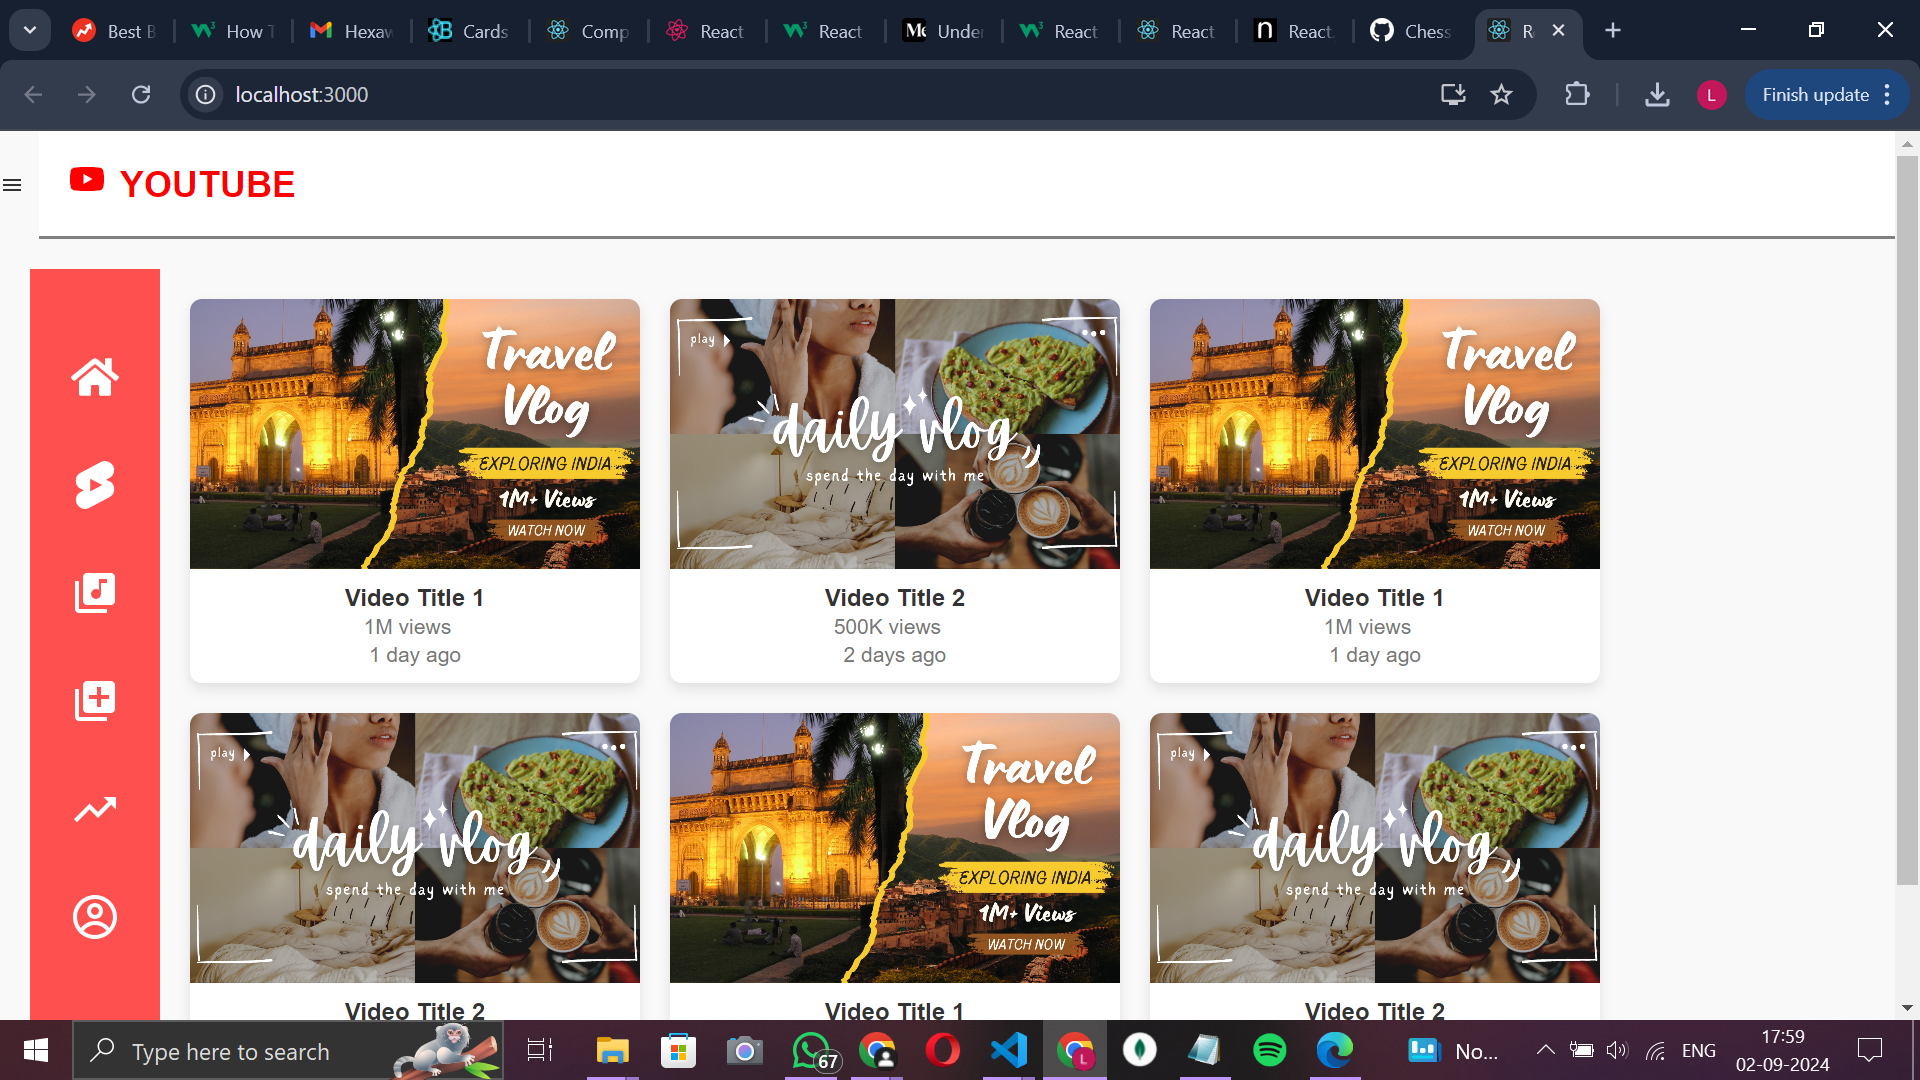 Best B
How T
Hexaw
Cards
Comp
React
React
Under
React
React
React.
Chess
R
localhost:3000
L
Finish update
YOUTUBE
Travel
Vlog
EXPLORING INDIA
1M+ Views
WATCH NOW
play
daily vlog
spend the day with me
Travel
Vlog
EXPLORING INDIA
1M+ Views
WATCH NOW
Video Title 1
1M views
1 day ago
Video Title 2
500K views
2 days ago
Video Title 1
1M views
1 day ago
play
daily vlog
spend the day with me
Travel
Vlog
EXPLORING INDIA
1M+ Views
WATCH NOW
play
daily vlog
spend the day with me
Video Title 2
Video Title 1
Video Title 2
Type here to search
67
L
No...
ENG
17:59
02-09-2024